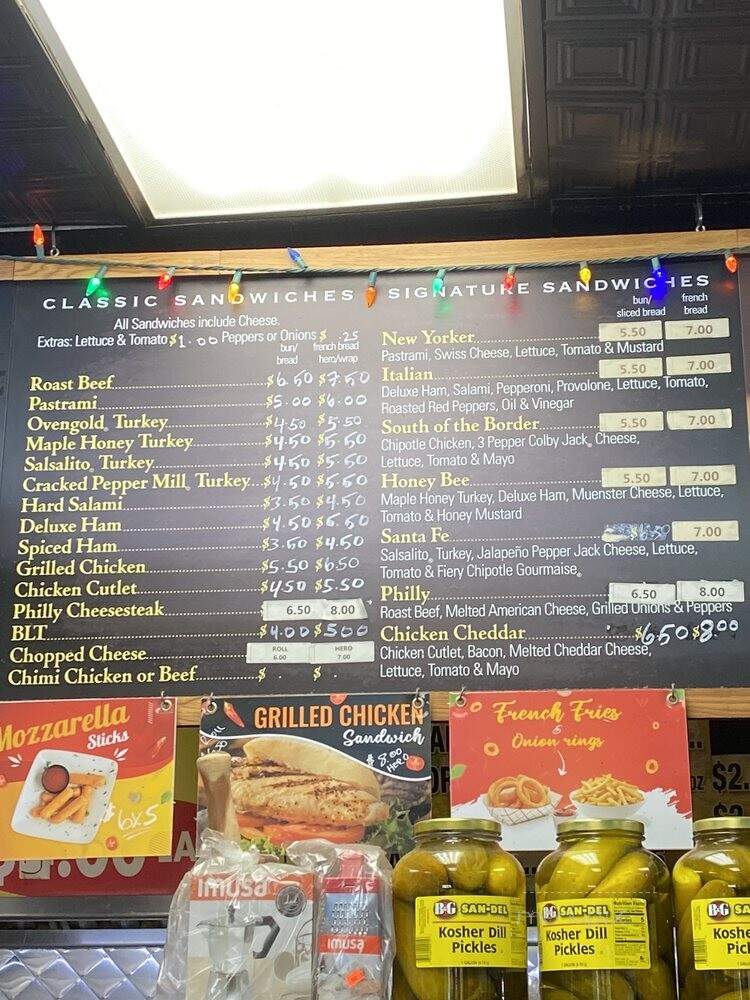 CLASSIC SANDWICHES
All Sandwiches include Cheese.
Extras: Lettuce & Tomato $1.00 Peppers or Onions $ .25
bun/ french bread
bread hero/wrap
Roast Beef $6.50 $7.50
Pastrami $5.00 $6.00
Ovengold® Turkey $4.50 $5.50
Maple Honey Turkey $4.50 $5.50
Salsalito® Turkey $4.50 $5.50
Cracked Pepper Mill® Turkey $4.50 $5.50
Hard Salami $3.50 $4.50
Deluxe Ham $4.50 $5.50
Spiced Ham $3.50 $4.50
Grilled Chicken $5.50 $6.50
Chicken Cutlet $4.50 $5.50
Philly Cheesesteak 6.50 8.00
BLT $4.00 $5.00
ROLL HERO
Chopped Cheese 6.00 7.00
Chimi Chicken or Beef $ . $ .
SIGNATURE SANDWICHES
bun/ french
sliced bread bread
New Yorker 5.50 7.00
Pastrami, Swiss Cheese, Lettuce, Tomato & Mustard
Italian 5.50 7.00
Deluxe Ham, Salami, Pepperoni, Provolone, Lettuce, Tomato,
Roasted Red Peppers, Oil & Vinegar
South of the Border 5.50 7.00
Chipotle Chicken, 3 Pepper Colby Jack® Cheese,
Lettuce, Tomato & Mayo
Honey Bee 5.50 7.00
Maple Honey Turkey, Deluxe Ham, Muenster Cheese, Lettuce,
Tomato & Honey Mustard
Santa Fe 7.00
Salsalito® Turkey, Jalapeño Pepper Jack Cheese, Lettuce,
Tomato & Fiery Chipotle Gourmaise®
Philly 6.50 8.00
Roast Beef, Melted American Cheese, Grilled Onions & Peppers
Chicken Cheddar $6.50 $8.00
Chicken Cutlet, Bacon, Melted Cheddar Cheese,
Lettuce, Tomato & Mayo
Mozzarella
Sticks
$6x5
GRILLED CHICKEN
Sandwich
$8.00
HERO
French Fries
&
Onion rings
$2.
imusa
IMUSA
B&G SAN-DEL
Kosher Dill
Pickles
B&G SAN-DEL
Kosher Dill
Pickles
Nutrition Facts
B&G SA
Kosher
Pick